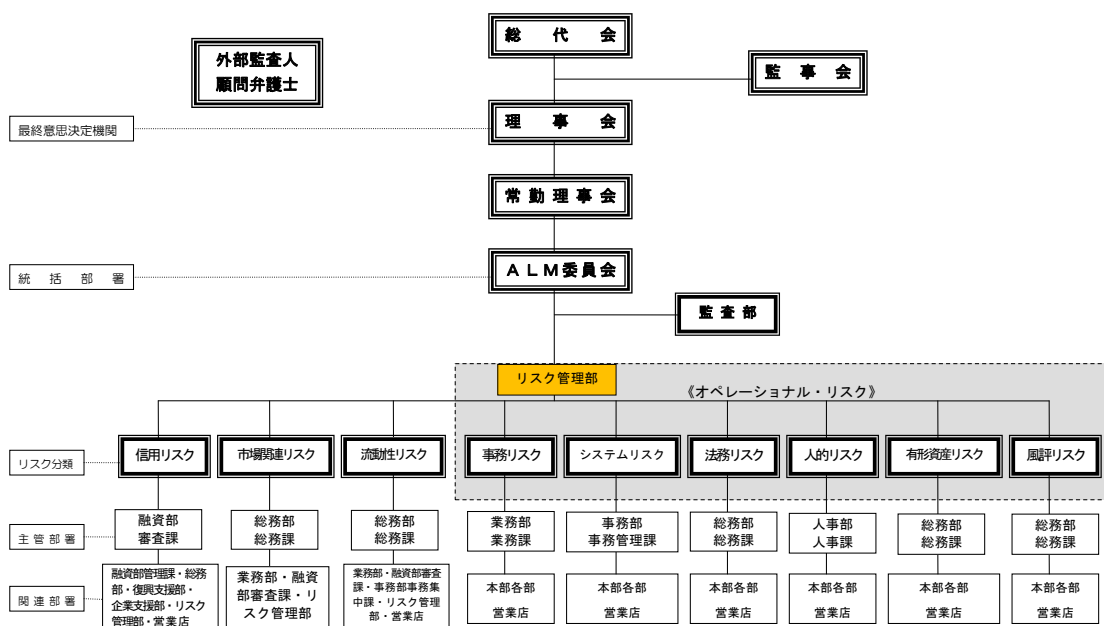 総代会
外部監査人
顧問弁護士
監事会
最終意思決定機関
理事会
常勤理事会
統括部署
ALM委員会
監査部
リスク管理部
《オペレーショナル・リスク》
リスク分類
信用リスク
市場関連リスク
流動性リスク
事務リスク
システムリスク
法務リスク
人的リスク
有形資産リスク
風評リスク
主管部署
融資部
審査課
総務部
総務課
総務部
総務課
業務部
業務課
事務部
事務管理課
総務部
総務課
人事部
人事課
総務部
総務課
総務部
総務課
関連部署
融資部管理課・総務
部・復興支援部・
企業支援部・リスク
管理部・営業店
業務部・融資
部審査課・リ
スク管理部
業務部・融資部審査
課・事務部事務集
中課・リスク管理
部・営業店
本部各部
営業店
本部各部
営業店
本部各部
営業店
本部各部
営業店
本部各部
営業店
本部各部
営業店